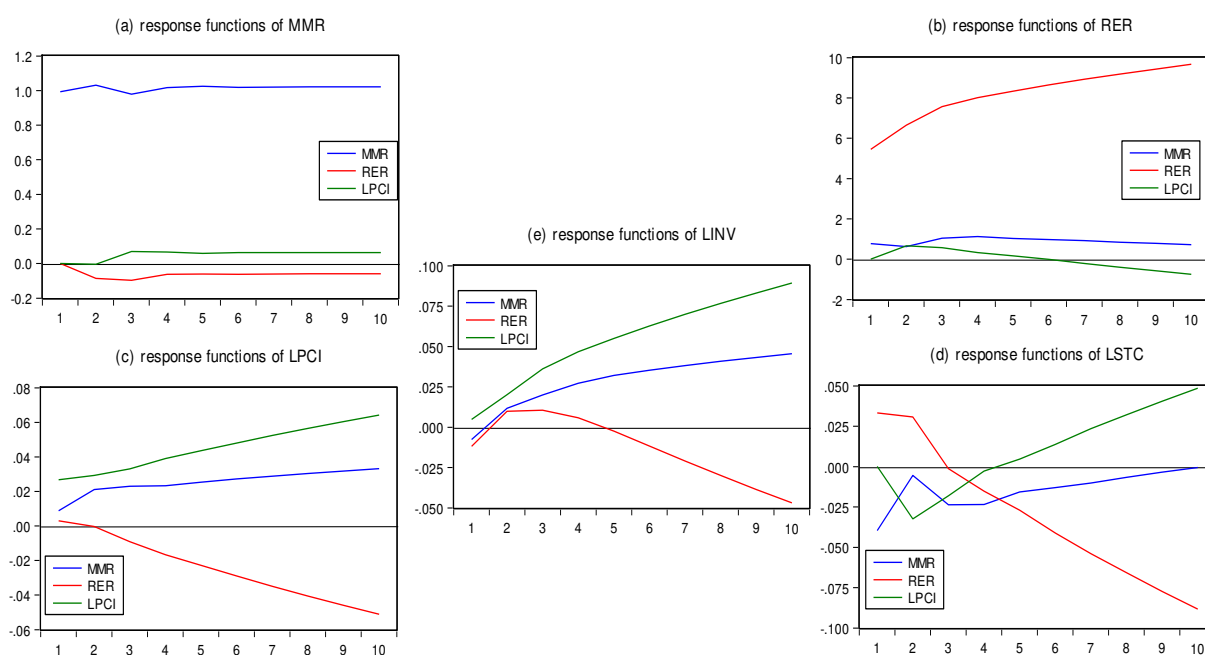 (a) response functions of MMR
1.2
1.0
0.8
0.6
0.4
0.2
0.0
-0.2
MMR
RER
LPCI
1 2 3 4 5 6 7 8 9 10
(b) response functions of RER
10
8
6
4
2
0
-2
MMR
RER
LPCI
1 2 3 4 5 6 7 8 9 10
(e) response functions of LINV
.100
.075
.050
.025
.000
-.025
-.050
MMR
RER
LPCI
1 2 3 4 5 6 7 8 9 10
(c) response functions of LPCI
.08
.06
.04
.02
.00
-.02
-.04
-.06
MMR
RER
LPCI
1 2 3 4 5 6 7 8 9 10
(d) response functions of LSTC
.050
.025
.000
-.025
-.050
-.075
-.100
MMR
RER
LPCI
1 2 3 4 5 6 7 8 9 10